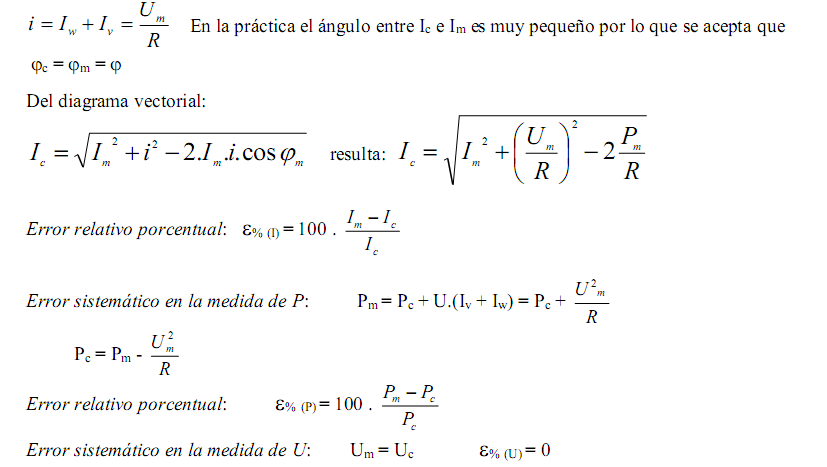 i = I_w + I_v = U_m / R En la práctica el ángulo entre I_c e I_m es muy pequeño por lo que se acepta que
φ_c = φ_m = φ
Del diagrama vectorial:
I_c = √(I_m² + i² − 2.I_m.i.cos φ_m) resulta: I_c = √(I_m² + (U_m / R)² − 2 P_m / R)
Error relativo porcentual: ε_% (I) = 100 . (I_m − I_c) / I_c
Error sistemático en la medida de P: P_m = P_c + U.(I_v + I_w) = P_c + U²_m / R
P_c = P_m - U_m² / R
Error relativo porcentual: ε_% (P) = 100 . (P_m − P_c) / P_c
Error sistemático en la medida de U: U_m = U_c ε_% (U) = 0